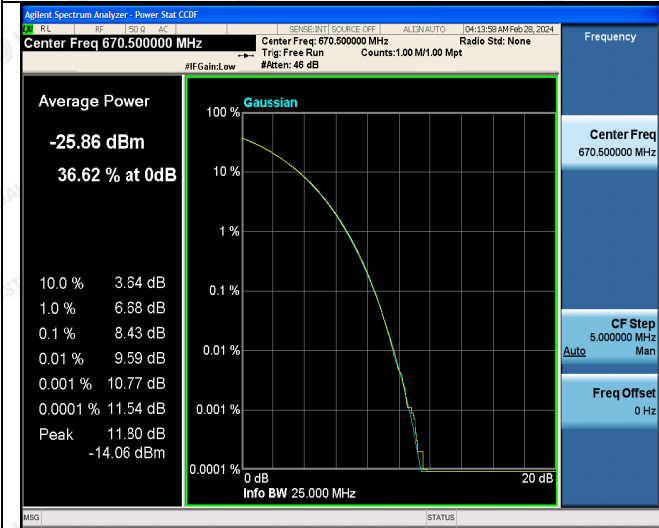 Agilent Spectrum Analyzer - Power Stat CCDF
RL RF 50 Ω AC SENSE:INT SOURCE OFF ALIGN AUTO 04:13:58 AM Feb 28, 2024
Center Freq 670.500000 MHz
Center Freq: 670.500000 MHz Radio Std: None
Trig: Free Run Counts:1.00 M/1.00 Mpt
#IFGain:Low #Atten: 46 dB
Frequency
Average Power
-25.86 dBm
36.62 % at 0dB
10.0 % 3.64 dB
1.0 % 6.68 dB
0.1 % 8.43 dB
0.01 % 9.59 dB
0.001 % 10.77 dB
0.0001 % 11.54 dB
Peak 11.80 dB
-14.06 dBm
Gaussian
100 %
10 %
1 %
0.1 %
0.01 %
0.001 %
0.0001 %
0 dB 20 dB
Info BW 25.000 MHz
Center Freq
670.500000 MHz
CF Step
5.000000 MHz
Auto Man
Freq Offset
0 Hz
MSG STATUS